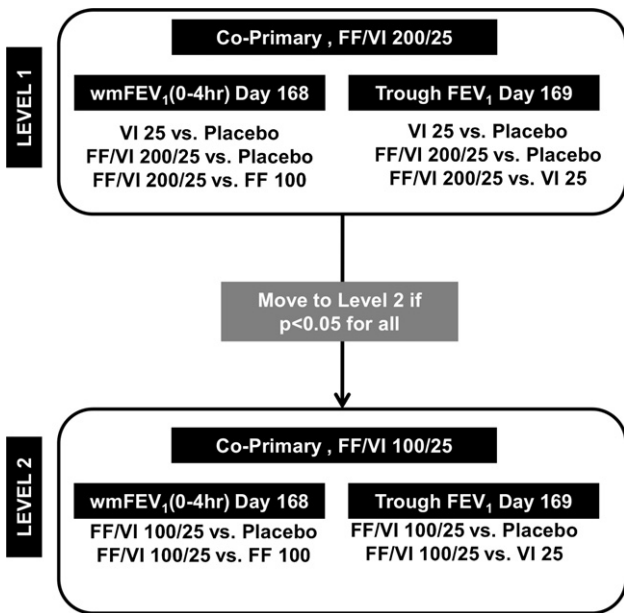 LEVEL 1
Co-Primary , FF/VI 200/25
wmFEV₁(0-4hr) Day 168
VI 25 vs. Placebo
FF/VI 200/25 vs. Placebo
FF/VI 200/25 vs. FF 100
Trough FEV₁ Day 169
VI 25 vs. Placebo
FF/VI 200/25 vs. Placebo
FF/VI 200/25 vs. VI 25
Move to Level 2 if
p<0.05 for all
LEVEL 2
Co-Primary , FF/VI 100/25
wmFEV₁(0-4hr) Day 168
FF/VI 100/25 vs. Placebo
FF/VI 100/25 vs. FF 100
Trough FEV₁ Day 169
FF/VI 100/25 vs. Placebo
FF/VI 100/25 vs. VI 25